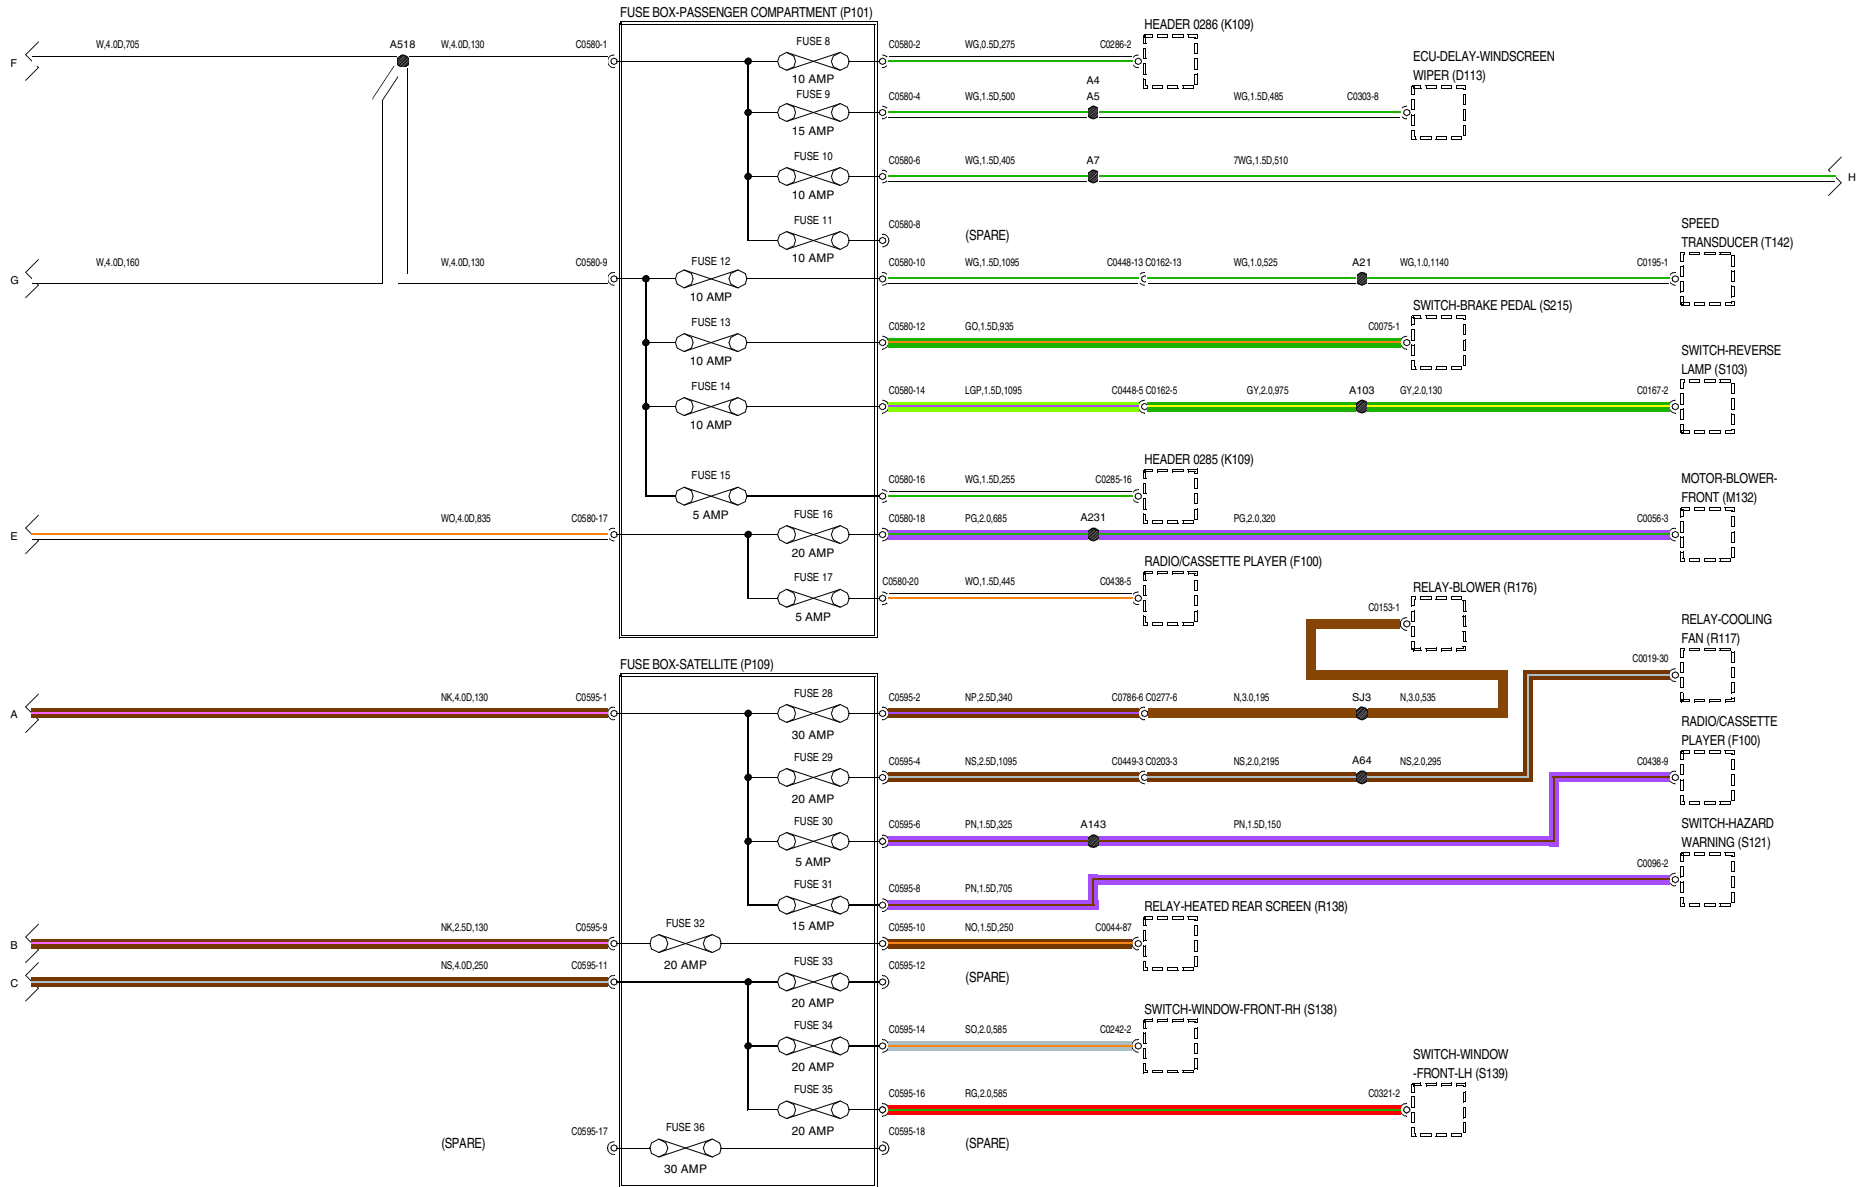 FUSE BOX-PASSENGER COMPARTMENT (P101)
HEADER 0286 (K109)
F
W,4.0D,705
A518
W,4.0D,130
C0580-1
FUSE 8
10 AMP
C0580-2
WG,0.5D,275
C0286-2
ECU-DELAY-WINDSCREEN
WIPER (D113)
FUSE 9
15 AMP
C0580-4
WG,1.5D,500
A4
A5
WG,1.5D,485
C0303-8
FUSE 10
10 AMP
C0580-6
WG,1.5D,405
A7
7WG,1.5D,510
H
FUSE 11
10 AMP
C0580-8
(SPARE)
SPEED
TRANSDUCER (T142)
G
W,4.0D,160
W,4.0D,130
C0580-9
FUSE 12
10 AMP
C0580-10
WG,1.5D,1095
C0448-13 C0162-13
WG,1.0,525
A21
WG,1.0,1140
C0195-1
SWITCH-BRAKE PEDAL (S215)
FUSE 13
10 AMP
C0580-12
GO,1.5D,935
C0075-1
SWITCH-REVERSE
LAMP (S103)
FUSE 14
10 AMP
C0580-14
LGP,1.5D,1095
C0448-5 C0162-5
GY,2.0,975
A103
GY,2.0,130
C0167-2
HEADER 0285 (K109)
FUSE 15
5 AMP
C0580-16
WG,1.5D,255
C0285-16
MOTOR-BLOWER-
FRONT (M132)
E
WO,4.0D,835
C0580-17
FUSE 16
20 AMP
C0580-18
PG,2.0,685
A231
PG,2.0,320
C0056-3
RADIO/CASSETTE PLAYER (F100)
FUSE 17
5 AMP
C0580-20
WO,1.5D,445
C0438-5
RELAY-BLOWER (R176)
C0153-1
RELAY-COOLING
FAN (R117)
C0019-30
FUSE BOX-SATELLITE (P109)
A
NK,4.0D,130
C0595-1
FUSE 28
30 AMP
C0595-2
NP,2.5D,340
C0786-6 C0277-6
N,3.0,195
SJ3
N,3.0,535
RADIO/CASSETTE
PLAYER (F100)
FUSE 29
20 AMP
C0595-4
NS,2.5D,1095
C0449-3 C0203-3
NS,2.0,2195
A64
NS,2.0,295
C0438-9
FUSE 30
5 AMP
C0595-6
PN,1.5D,325
A143
PN,1.5D,150
SWITCH-HAZARD
WARNING (S121)
C0096-2
FUSE 31
15 AMP
C0595-8
PN,1.5D,705
RELAY-HEATED REAR SCREEN (R138)
B
NK,2.5D,130
C0595-9
FUSE 32
20 AMP
C0595-10
NO,1.5D,250
C0044-87
C
NS,4.0D,250
C0595-11
FUSE 33
20 AMP
C0595-12
(SPARE)
SWITCH-WINDOW-FRONT-RH (S138)
FUSE 34
20 AMP
C0595-14
SO,2.0,585
C0242-2
SWITCH-WINDOW
-FRONT-LH (S139)
FUSE 35
20 AMP
C0595-16
RG,2.0,585
C0321-2
(SPARE)
C0595-17
FUSE 36
30 AMP
C0595-18
(SPARE)